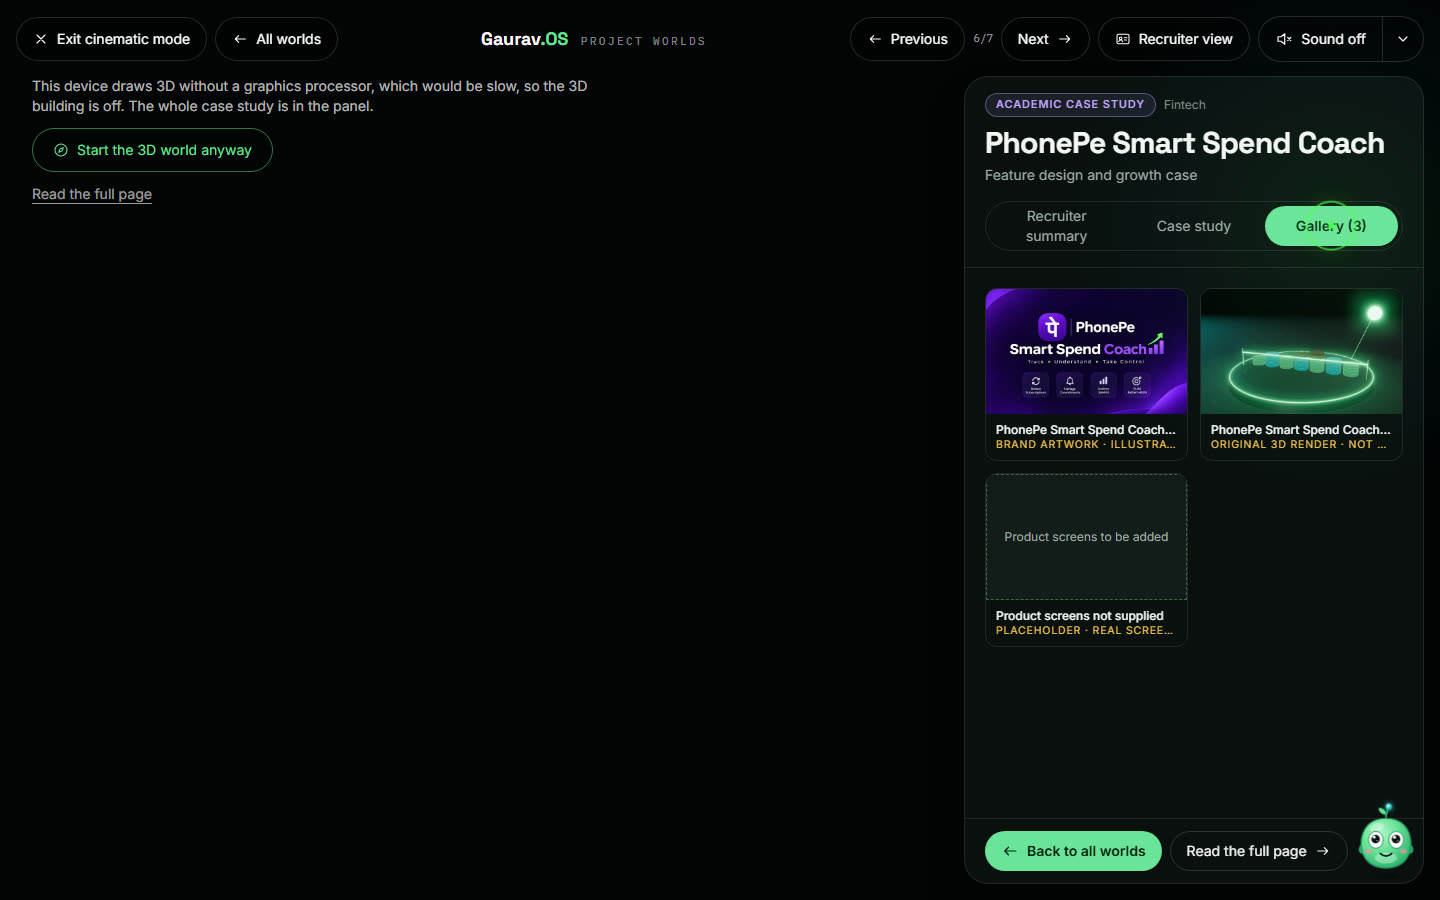 Exit cinematic mode
All worlds
Gaurav.OS PROJECT WORLDS
Previous
6/7
Next
Recruiter view
Sound off
This device draws 3D without a graphics processor, which would be slow, so the 3D
building is off. The whole case study is in the panel.
Start the 3D world anyway
Read the full page
ACADEMIC CASE STUDY
Fintech
PhonePe Smart Spend Coach
Feature design and growth case
Recruiter
summary
Case study
Gallery (3)
पे PhonePe
Smart Spend Coach
Track • Understand • Take Control
PhonePe Smart Spend Coach...
BRAND ARTWORK · ILLUSTRA...
PhonePe Smart Spend Coach...
ORIGINAL 3D RENDER · NOT ...
Product screens to be added
Product screens not supplied
PLACEHOLDER · REAL SCREE...
Back to all worlds
Read the full page